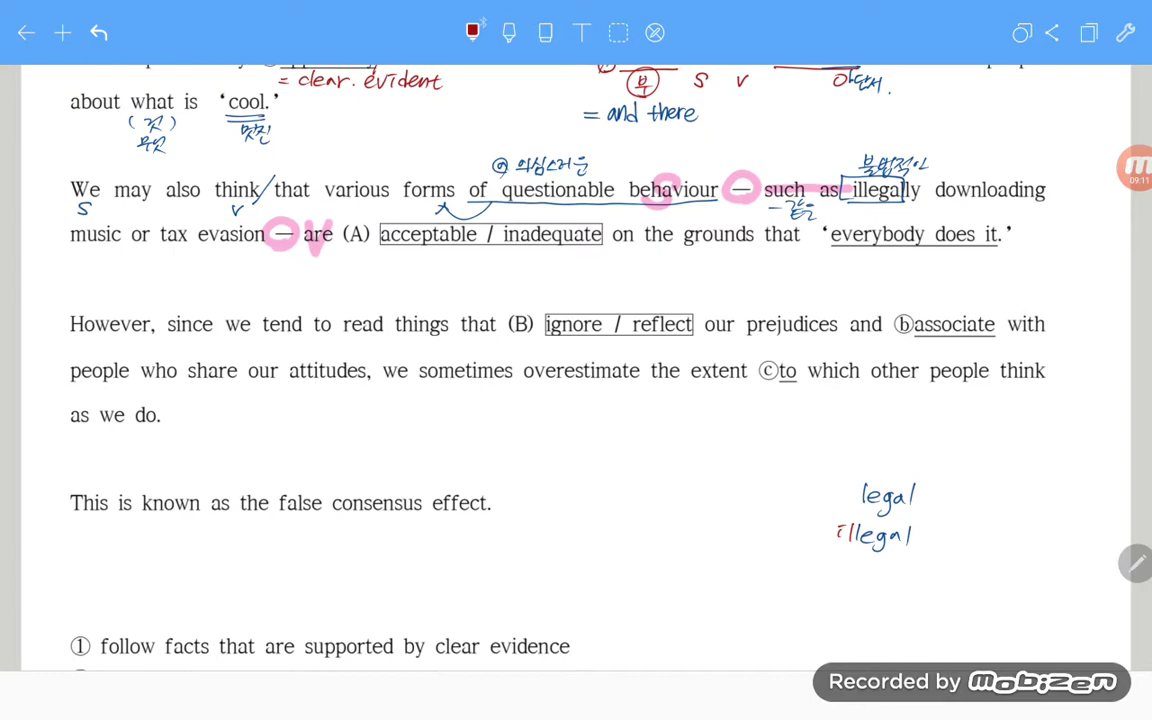 = clear. evident
부 S V
about what is ‘cool.’
= and there
(것)
무엇
멋진
의심스러운
불법적인
We may also think that various forms of questionable behaviour — such as illegally downloading
S V
S
-같은
music or tax evasion — are (A) acceptable / inadequate on the grounds that ‘everybody does it.’
V
However, since we tend to read things that (B) ignore / reflect our prejudices and ⓑassociate with
people who share our attitudes, we sometimes overestimate the extent ⓒto which other people think
as we do.
This is known as the false consensus effect.
legal
illegal
① follow facts that are supported by clear evidence
Recorded by mobizen
09:11